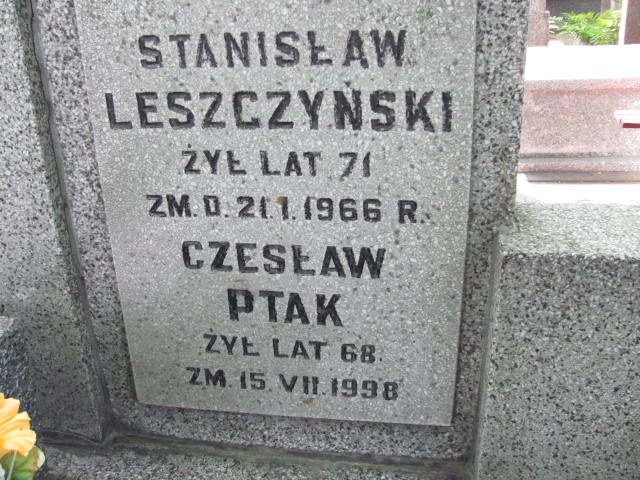 STANISŁAW
LESZCZYŃSKI
ŻYŁ LAT 71
ZM. D. 21.I.1966 R.
CZESŁAW
PTAK
ŻYŁ LAT 68.
ZM. 15.VII.1998